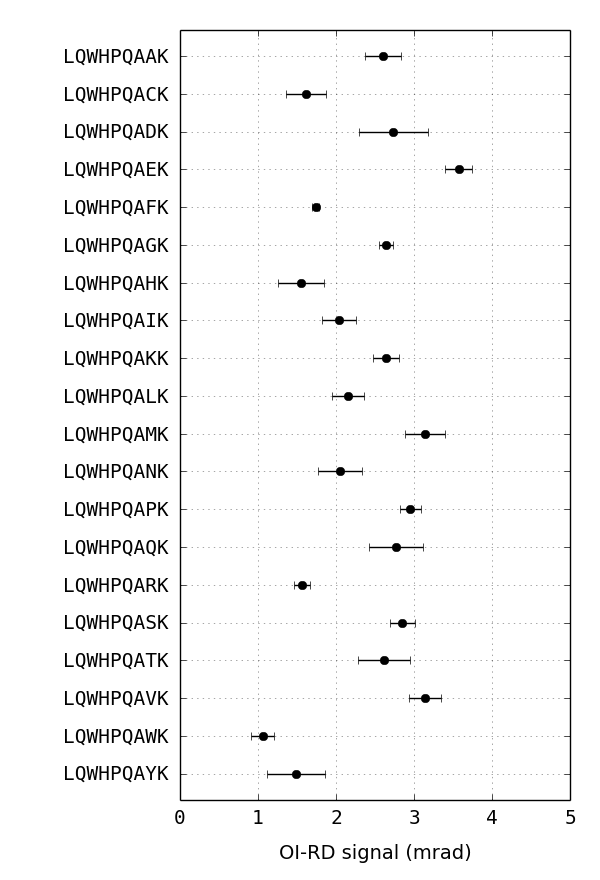 LQWHPQAAK
LQWHPQACK
LQWHPQADK
LQWHPQAEK
LQWHPQAFK
LQWHPQAGK
LQWHPQAHK
LQWHPQAIK
LQWHPQAKK
LQWHPQALK
LQWHPQAMK
LQWHPQANK
LQWHPQAPK
LQWHPQAQK
LQWHPQARK
LQWHPQASK
LQWHPQATK
LQWHPQAVK
LQWHPQAWK
LQWHPQAYK
0 1 2 3 4 5
OI-RD signal (mrad)